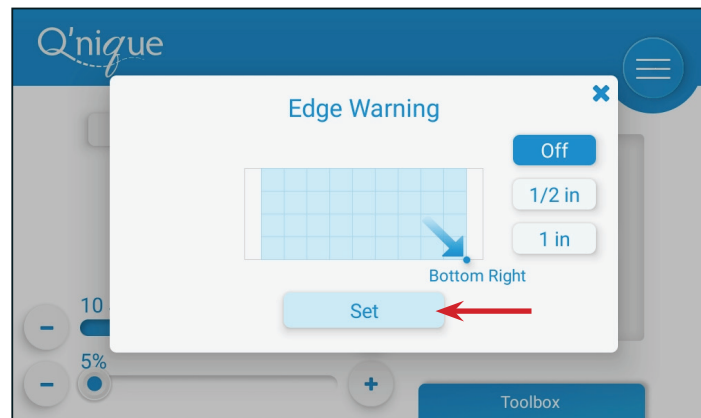 Q'nique
Edge Warning
Off
1/2 in
1 in
Bottom Right
Set
10
5%
Toolbox